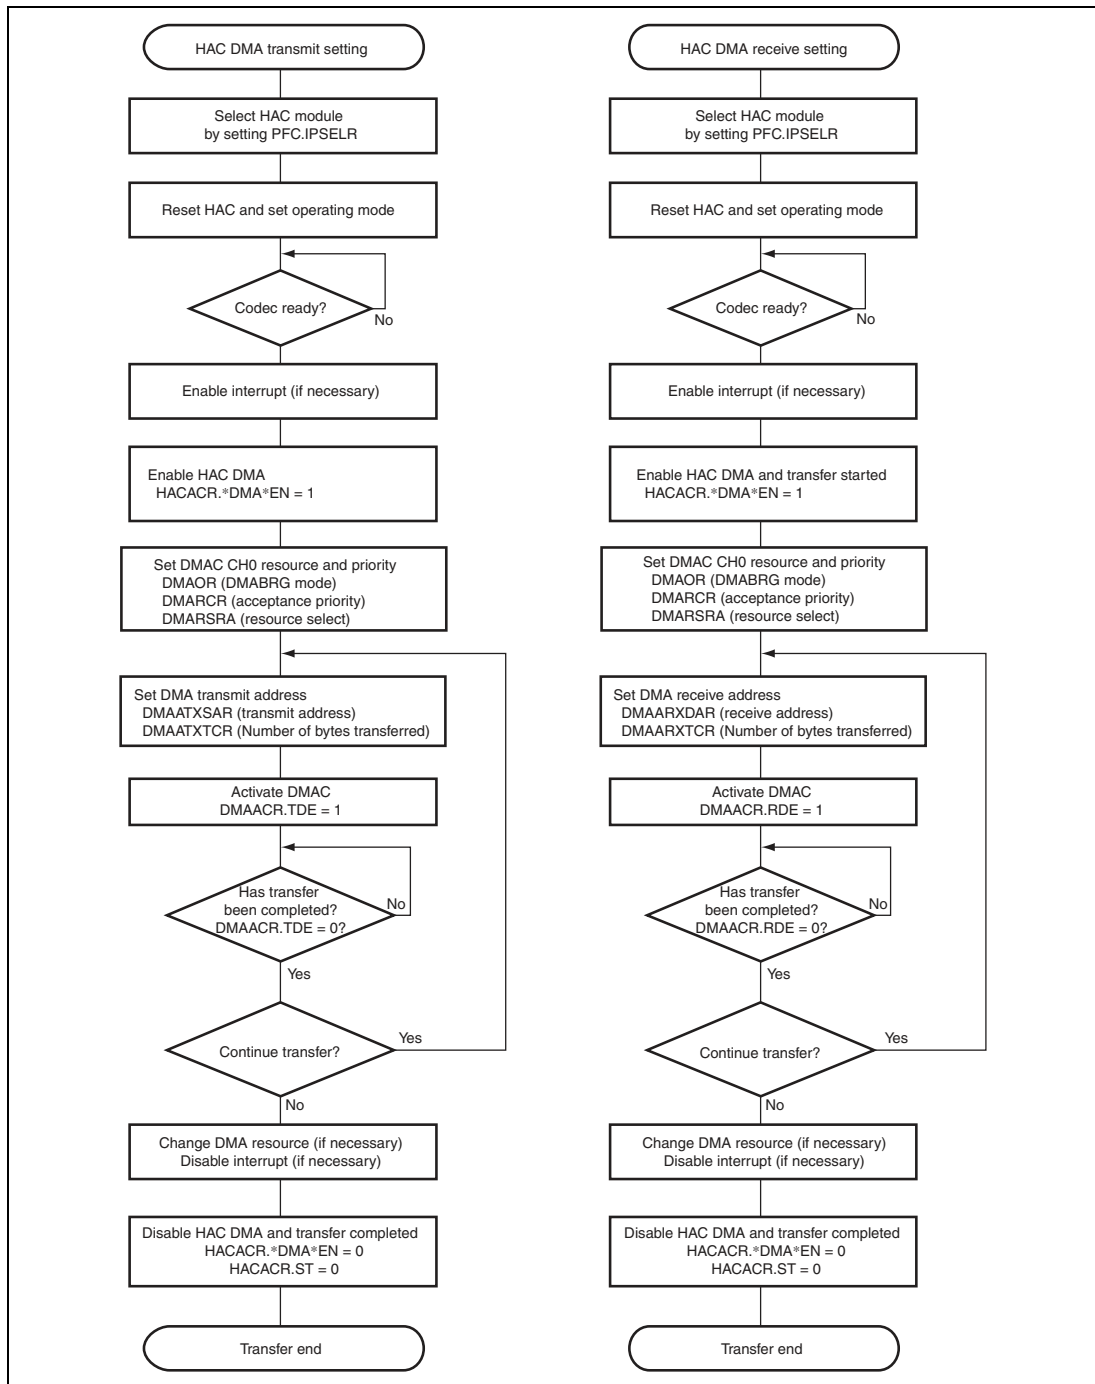 HAC DMA transmit setting
Select HAC module
by setting PFC.IPSELR
Reset HAC and set operating mode
Codec ready?
No
Enable interrupt (if necessary)
Enable HAC DMA
HACACR.*DMA*EN = 1
Set DMAC CH0 resource and priority
DMAOR (DMABRG mode)
DMARCR (acceptance priority)
DMARSRA (resource select)
Set DMA transmit address
DMAATXSAR (transmit address)
DMAATXTCR (Number of bytes transferred)
Activate DMAC
DMAACR.TDE = 1
Has transfer
been completed?
DMAACR.TDE = 0?
No
Yes
Continue transfer?
Yes
No
Change DMA resource (if necessary)
Disable interrupt (if necessary)
Disable HAC DMA and transfer completed
HACACR.*DMA*EN = 0
HACACR.ST = 0
Transfer end
HAC DMA receive setting
Select HAC module
by setting PFC.IPSELR
Reset HAC and set operating mode
Codec ready?
No
Enable interrupt (if necessary)
Enable HAC DMA and transfer started
HACACR.*DMA*EN = 1
Set DMAC CH0 resource and priority
DMAOR (DMABRG mode)
DMARCR (acceptance priority)
DMARSRA (resource select)
Set DMA receive address
DMAARXDAR (receive address)
DMAARXTCR (Number of bytes transferred)
Activate DMAC
DMAACR.RDE = 1
Has transfer
been completed?
DMAACR.RDE = 0?
No
Yes
Continue transfer?
Yes
No
Change DMA resource (if necessary)
Disable interrupt (if necessary)
Disable HAC DMA and transfer completed
HACACR.*DMA*EN = 0
HACACR.ST = 0
Transfer end